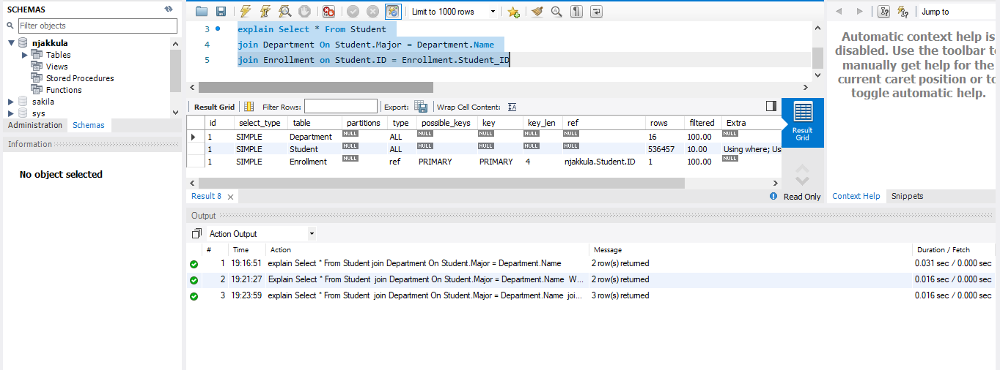 SCHEMAS
Filter objects
njakkula
Tables
Views
Stored Procedures
Functions
sakila
sys
Administration Schemas
Information
No object selected
Limit to 1000 rows
3 explain Select * From Student
4 join Department On Student.Major = Department.Name
5 join Enrollment on Student.ID = Enrollment.Student_ID
Result Grid Filter Rows: Export: Wrap Cell Content: IA
id select_type table partitions type possible_keys key key_len ref rows filtered Extra
1 SIMPLE Department NULL ALL NULL NULL NULL NULL 16 100.00 NULL
1 SIMPLE Student NULL ALL NULL NULL NULL NULL 536457 10.00 Using where; Us
1 SIMPLE Enrollment NULL ref PRIMARY PRIMARY 4 njakkula.Student.ID 1 100.00 NULL
Result
Grid
Result 8 Read Only
Output
Action Output
# Time Action Message Duration / Fetch
1 19:16:51 explain Select * From Student join Department On Student.Major = Department.Name 2 row(s) returned 0.031 sec / 0.000 sec
2 19:21:27 Explain Select * From Student join Department On Student.Major = Department.Name W... 2 row(s) returned 0.016 sec / 0.000 sec
3 19:23:59 explain Select * From Student join Department On Student.Major = Department.Name joi... 3 row(s) returned 0.016 sec / 0.000 sec
Jump to
Automatic context help is
disabled. Use the toolbar to
manually get help for the
current caret position or to
toggle automatic help.
Context Help Snippets